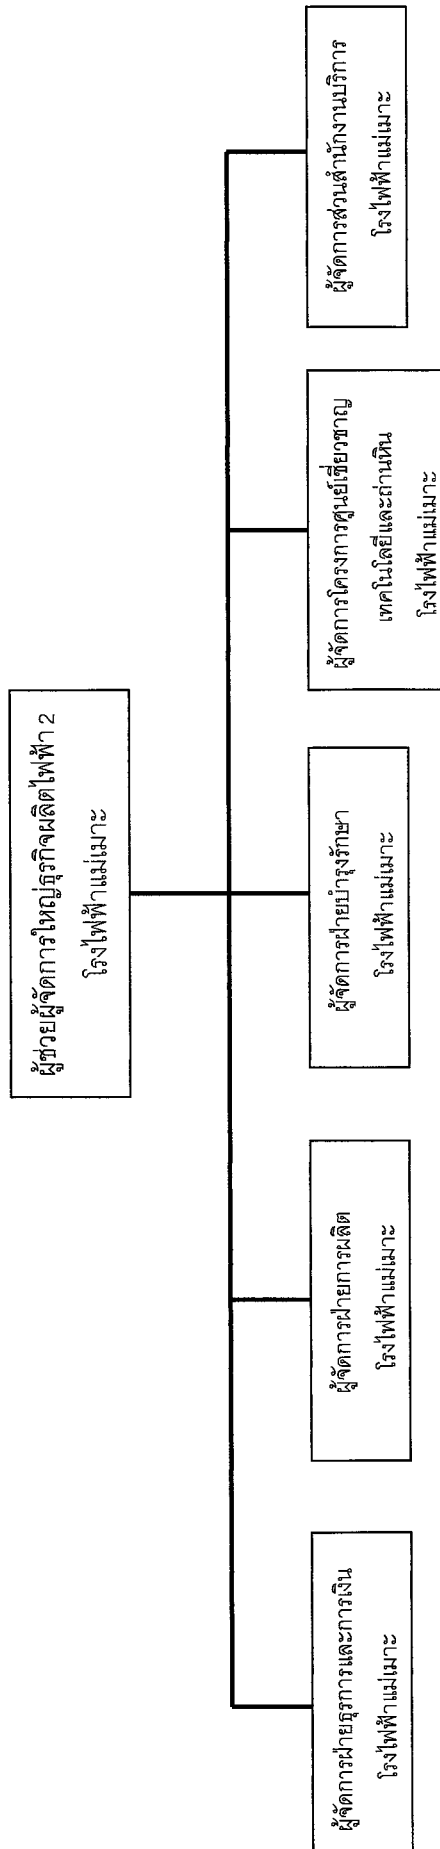 ผู้ช่วยผู้จัดการใหญ่ธุรกิจผลิตไฟฟ้า 2
โรงไฟฟ้าแม่เมาะ
ผู้จัดการฝ่ายธุรการและการเงิน
โรงไฟฟ้าแม่เมาะ
ผู้จัดการฝ่ายการผลิต
โรงไฟฟ้าแม่เมาะ
ผู้จัดการฝ่ายบำรุงรักษา
โรงไฟฟ้าแม่เมาะ
ผู้จัดการโครงการศูนย์เชี่ยวชาญ
เทคโนโลยีและถ่านหิน
โรงไฟฟ้าแม่เมาะ
ผู้จัดการส่วนสำนักงานบริการ
โรงไฟฟ้าแม่เมาะ